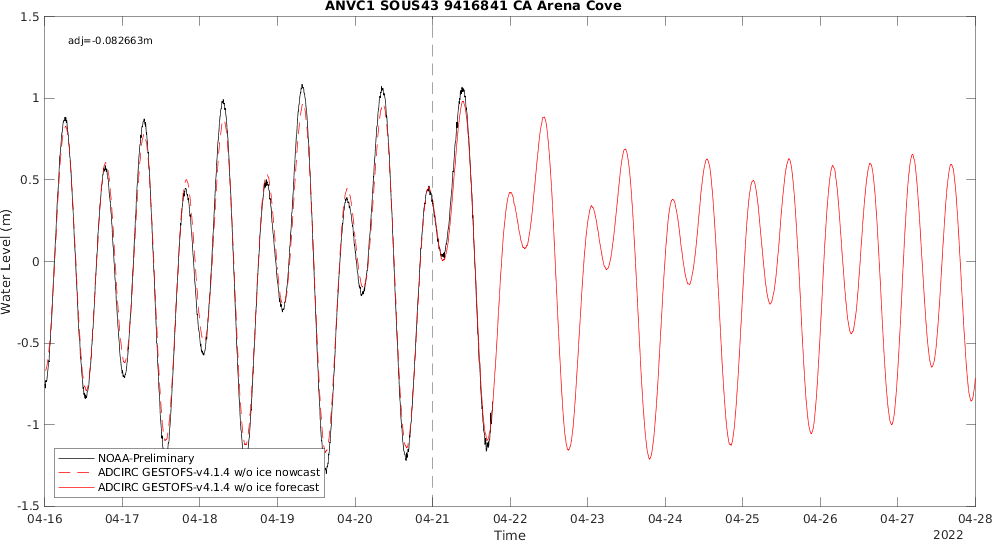 ANVC1 SOUS43 9416841 CA Arena Cove
adj=-0.082663m
Water Level (m)
1.5
1
0.5
0
-0.5
-1
-1.5
NOAA-Preliminary
ADCIRC GESTOFS-v4.1.4 w/o ice nowcast
ADCIRC GESTOFS-v4.1.4 w/o ice forecast
04-16 04-17 04-18 04-19 04-20 04-21 04-22 04-23 04-24 04-25 04-26 04-27 04-28
Time
2022